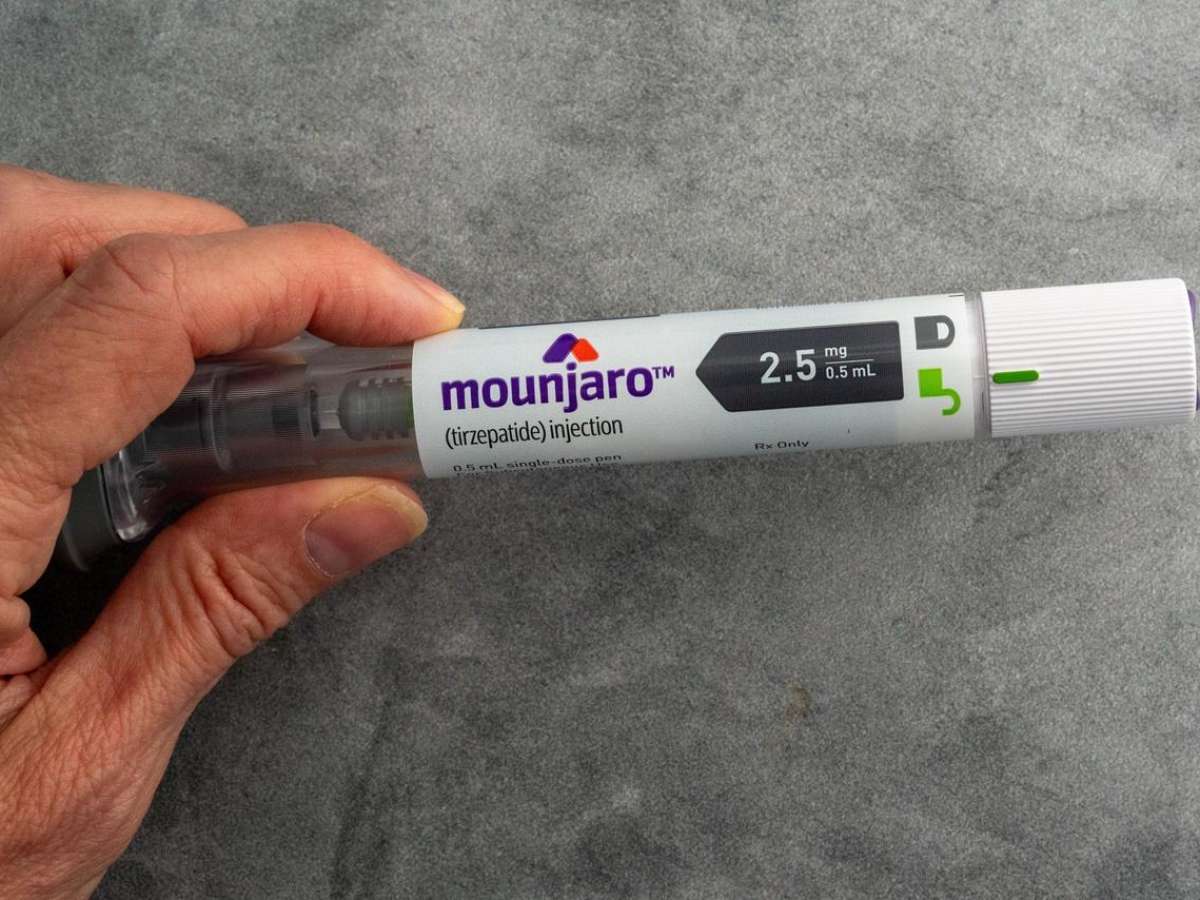 mounjaro™
(tirzepatide) injection
0.5 mL single-dose pen
2.5 mg
0.5 mL
Rx Only